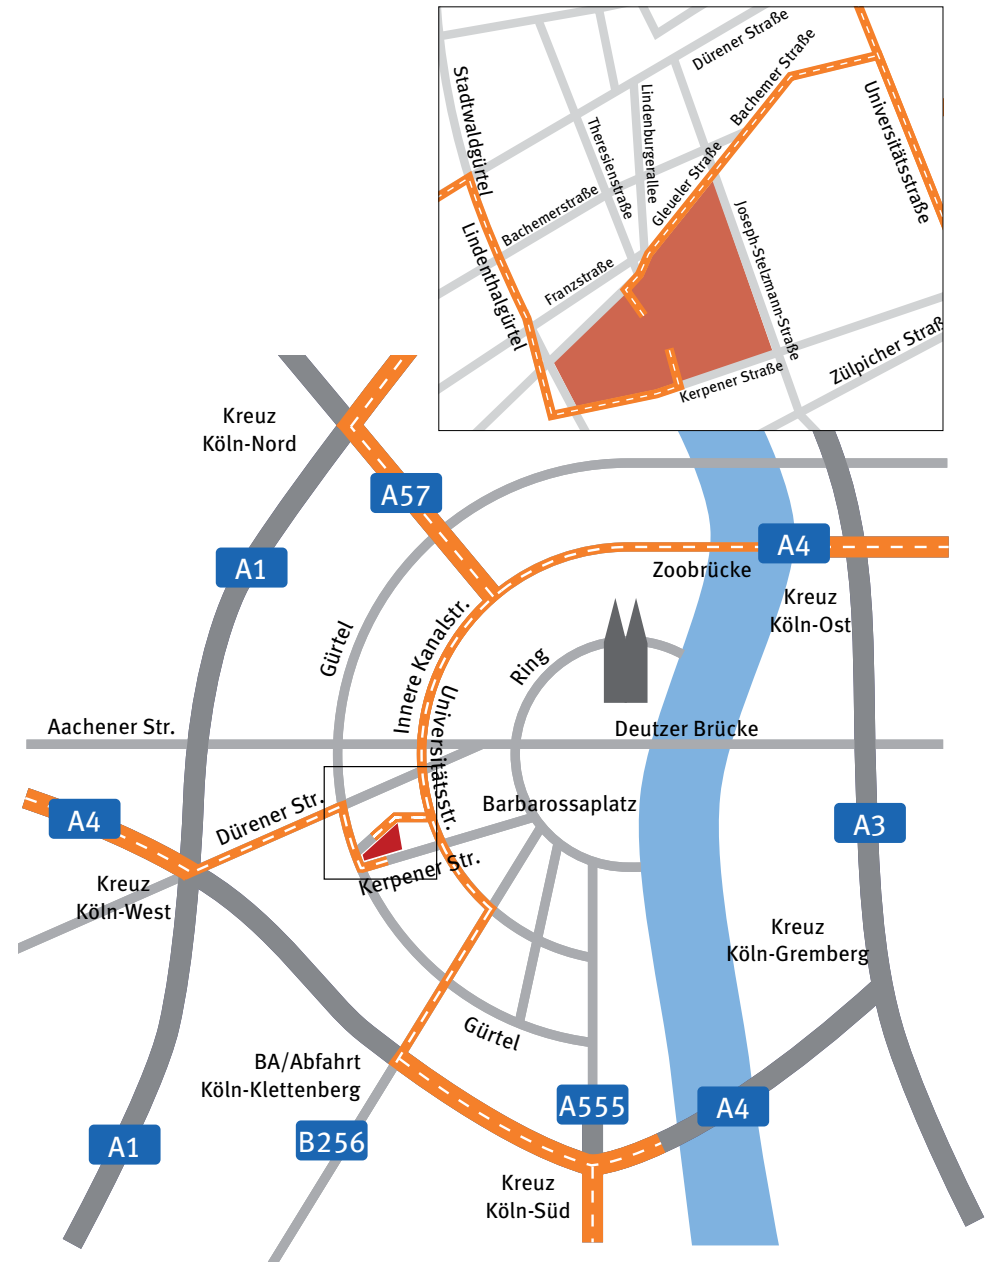 Dürener Straße
Bachemer Straße
Stadtwaldgürtel
Lindenburgerallee
Theresienstraße
Universitätsstraße
Gleueler Straße
Bachemerstraße
Joseph-Stelzmann-Straße
Lindenthalgürtel
Franzstraße
Zülpicher Straß
Kerpener Straße
Kreuz
Köln-Nord
A57
A1
A4
Zoobrücke
Kreuz
Köln-Ost
Gürtel
Innere Kanalstr.
Ring
Universitätsstr.
Aachener Str.
Deutzer Brücke
Dürener Str.
Barbarossaplatz
A4
A3
Kerpener Str.
Kreuz
Köln-West
Kreuz
Köln-Gremberg
Gürtel
BA/Abfahrt
Köln-Klettenberg
A555
A4
B256
A1
Kreuz
Köln-Süd